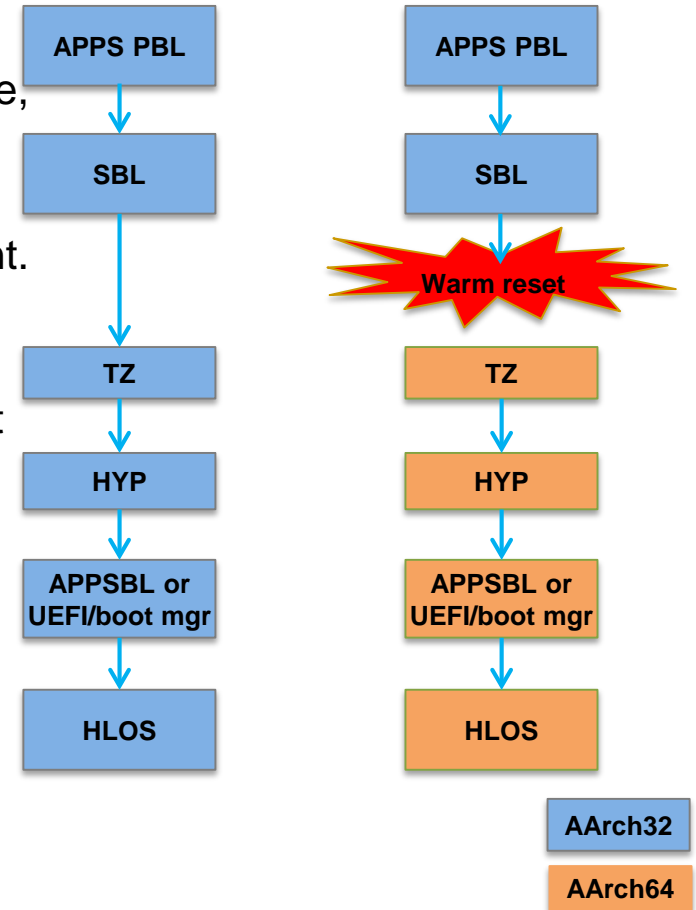 e,
nt.
t
APPS PBL
SBL
TZ
HYP
APPSBL or
UEFI/boot mgr
HLOS
APPS PBL
SBL
Warm reset
TZ
HYP
APPSBL or
UEFI/boot mgr
HLOS
AArch32
AArch64